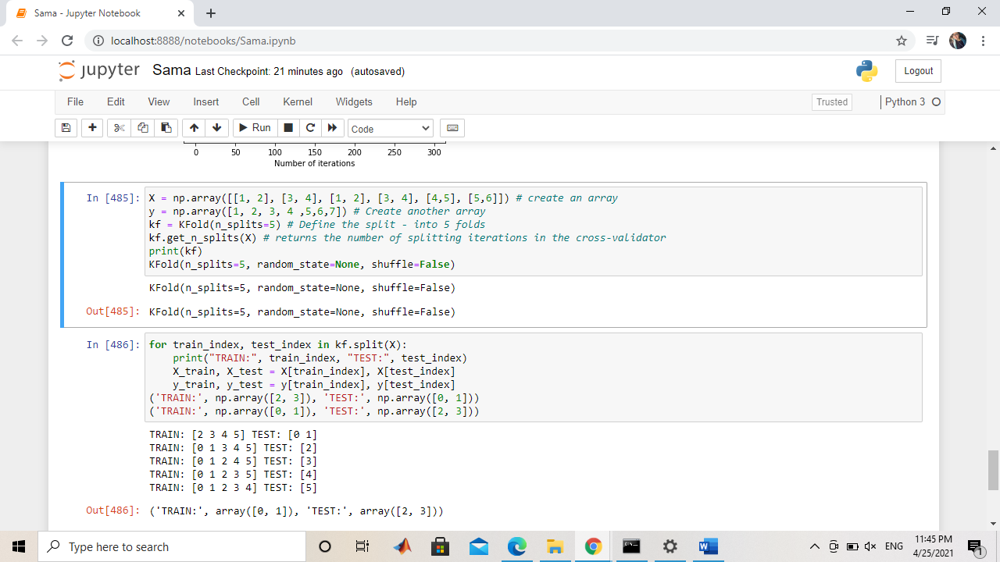 Sama - Jupyter Notebook
localhost:8888/notebooks/Sama.ipynb
jupyter Sama Last Checkpoint: 21 minutes ago (autosaved)
Logout
File Edit View Insert Cell Kernel Widgets Help
Trusted Python 3
Run
Code
0 50 100 150 200 250 300
Number of iterations
In [485]: X = np.array([[1, 2], [3, 4], [1, 2], [3, 4], [4,5], [5,6]]) # create an array
y = np.array([1, 2, 3, 4 ,5,6,7]) # Create another array
kf = KFold(n_splits=5) # Define the split - into 5 folds
kf.get_n_splits(X) # returns the number of splitting iterations in the cross-validator
print(kf)
KFold(n_splits=5, random_state=None, shuffle=False)
KFold(n_splits=5, random_state=None, shuffle=False)
Out[485]: KFold(n_splits=5, random_state=None, shuffle=False)
In [486]: for train_index, test_index in kf.split(X):
print("TRAIN:", train_index, "TEST:", test_index)
X_train, X_test = X[train_index], X[test_index]
y_train, y_test = y[train_index], y[test_index]
('TRAIN:', np.array([2, 3]), 'TEST:', np.array([0, 1]))
('TRAIN:', np.array([0, 1]), 'TEST:', np.array([2, 3]))
TRAIN: [2 3 4 5] TEST: [0 1]
TRAIN: [0 1 3 4 5] TEST: [2]
TRAIN: [0 1 2 4 5] TEST: [3]
TRAIN: [0 1 2 3 5] TEST: [4]
TRAIN: [0 1 2 3 4] TEST: [5]
Out[486]: ('TRAIN:', array([0, 1]), 'TEST:', array([2, 3]))
Type here to search
ENG
11:45 PM
4/25/2021
1